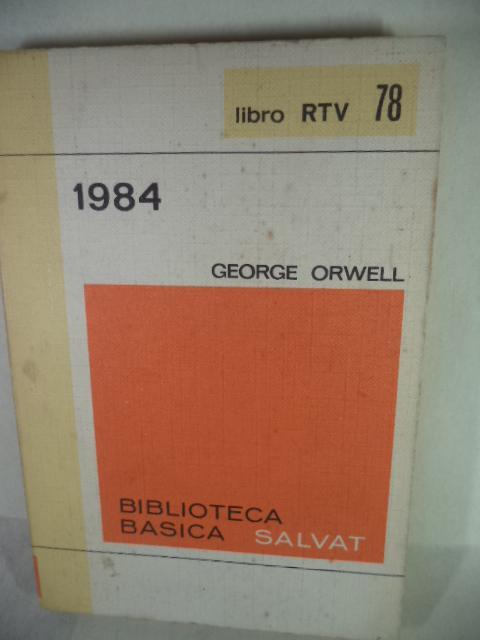 libro RTV 78
1984
GEORGE ORWELL
BIBLIOTECA
BASICA SALVAT